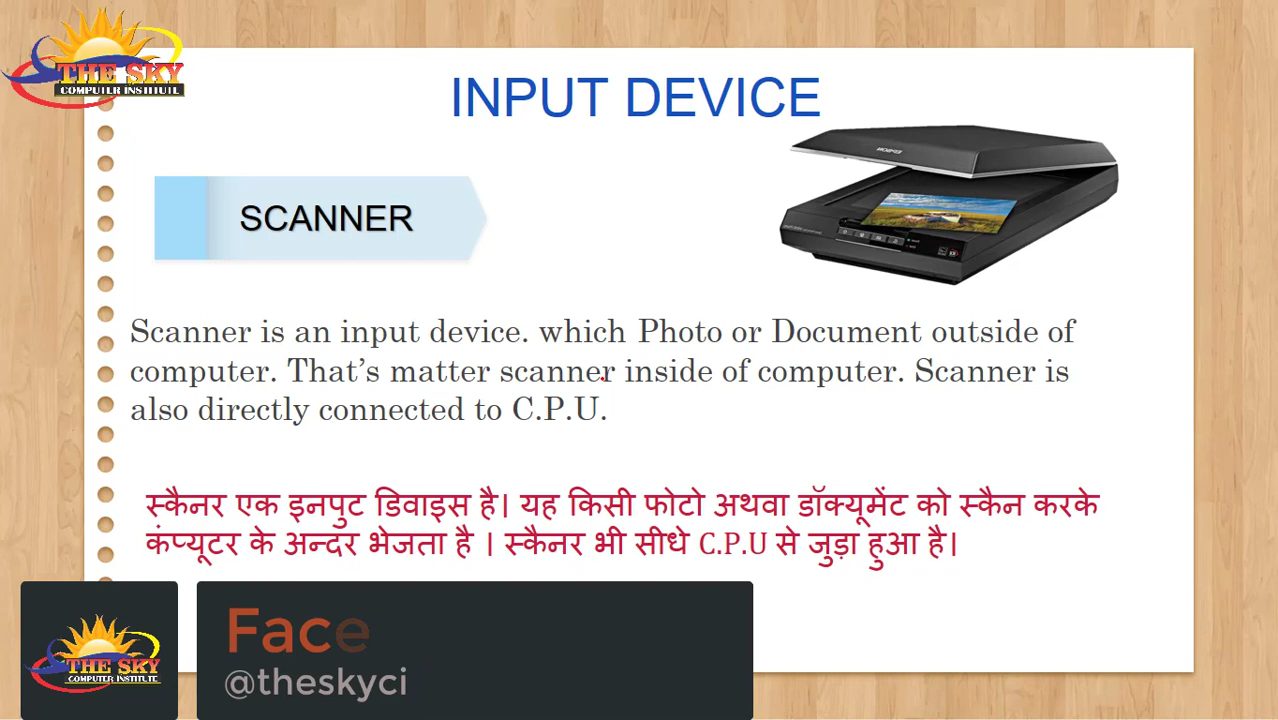 THE SKY
COMPUTER INSTITUTE
INPUT DEVICE
SCANNER
EPSON
Scanner is an input device. which Photo or Document outside of
computer. That’s matter scanner inside of computer. Scanner is
also directly connected to C.P.U.
स्कैनर एक इनपुट डिवाइस है। यह किसी फोटो अथवा डॉक्यूमेंट को स्कैन करके
कंप्यूटर के अन्दर भेजता है । स्कैनर भी सीधे C.P.U से जुड़ा हुआ है।
THE SKY
COMPUTER INSTITUTE
Face
@theskyci